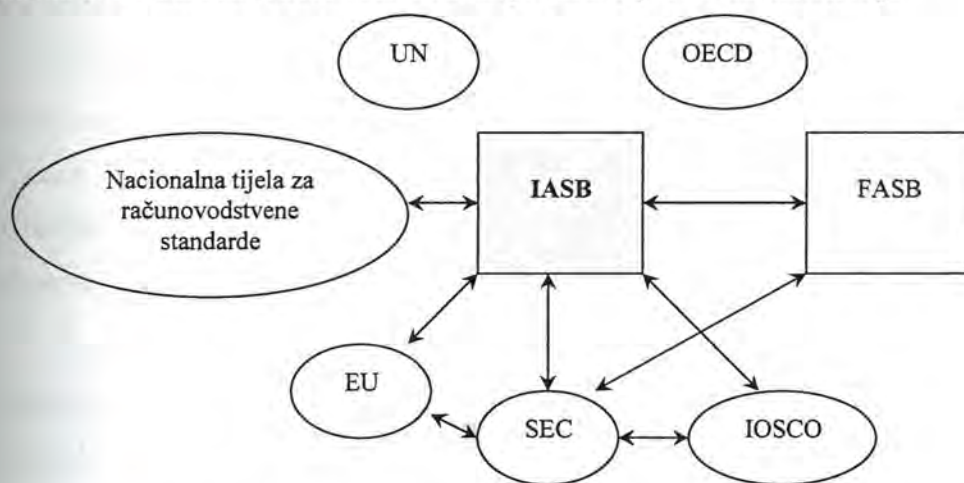 UN
OECD
Nacionalna tijela za
računovodstvene
standarde
IASB
FASB
EU
SEC
IOSCO